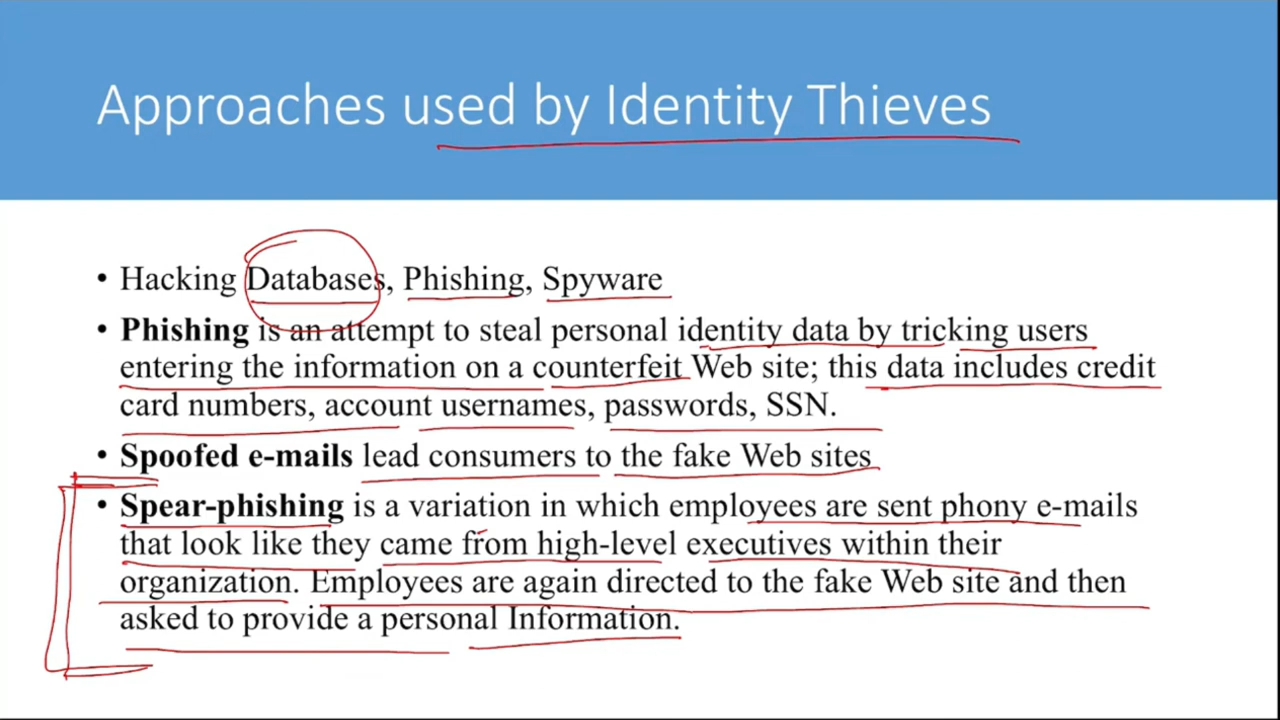 Approaches used by Identity Thieves
• Hacking Databases, Phishing, Spyware
• Phishing is an attempt to steal personal identity data by tricking users
entering the information on a counterfeit Web site; this data includes credit
card numbers, account usernames, passwords, SSN.
• Spoofed e-mails lead consumers to the fake Web sites
• Spear-phishing is a variation in which employees are sent phony e-mails
that look like they came from high-level executives within their
organization. Employees are again directed to the fake Web site and then
asked to provide a personal Information.